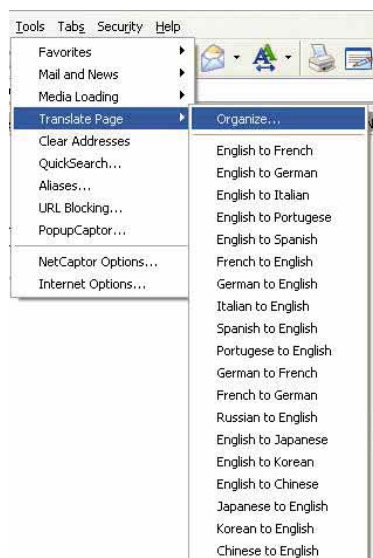 Tools Tabs Security Help
Favorites
Mail and News
Media Loading
Translate Page
Clear Addresses
QuickSearch...
Aliases...
URL Blocking...
PopupCaptor...
NetCaptor Options...
Internet Options...
Organize...
English to French
English to German
English to Italian
English to Portugese
English to Spanish
French to English
German to English
Italian to English
Spanish to English
Portugese to English
German to French
French to German
Russian to English
English to Japanese
English to Korean
English to Chinese
Japanese to English
Korean to English
Chinese to English